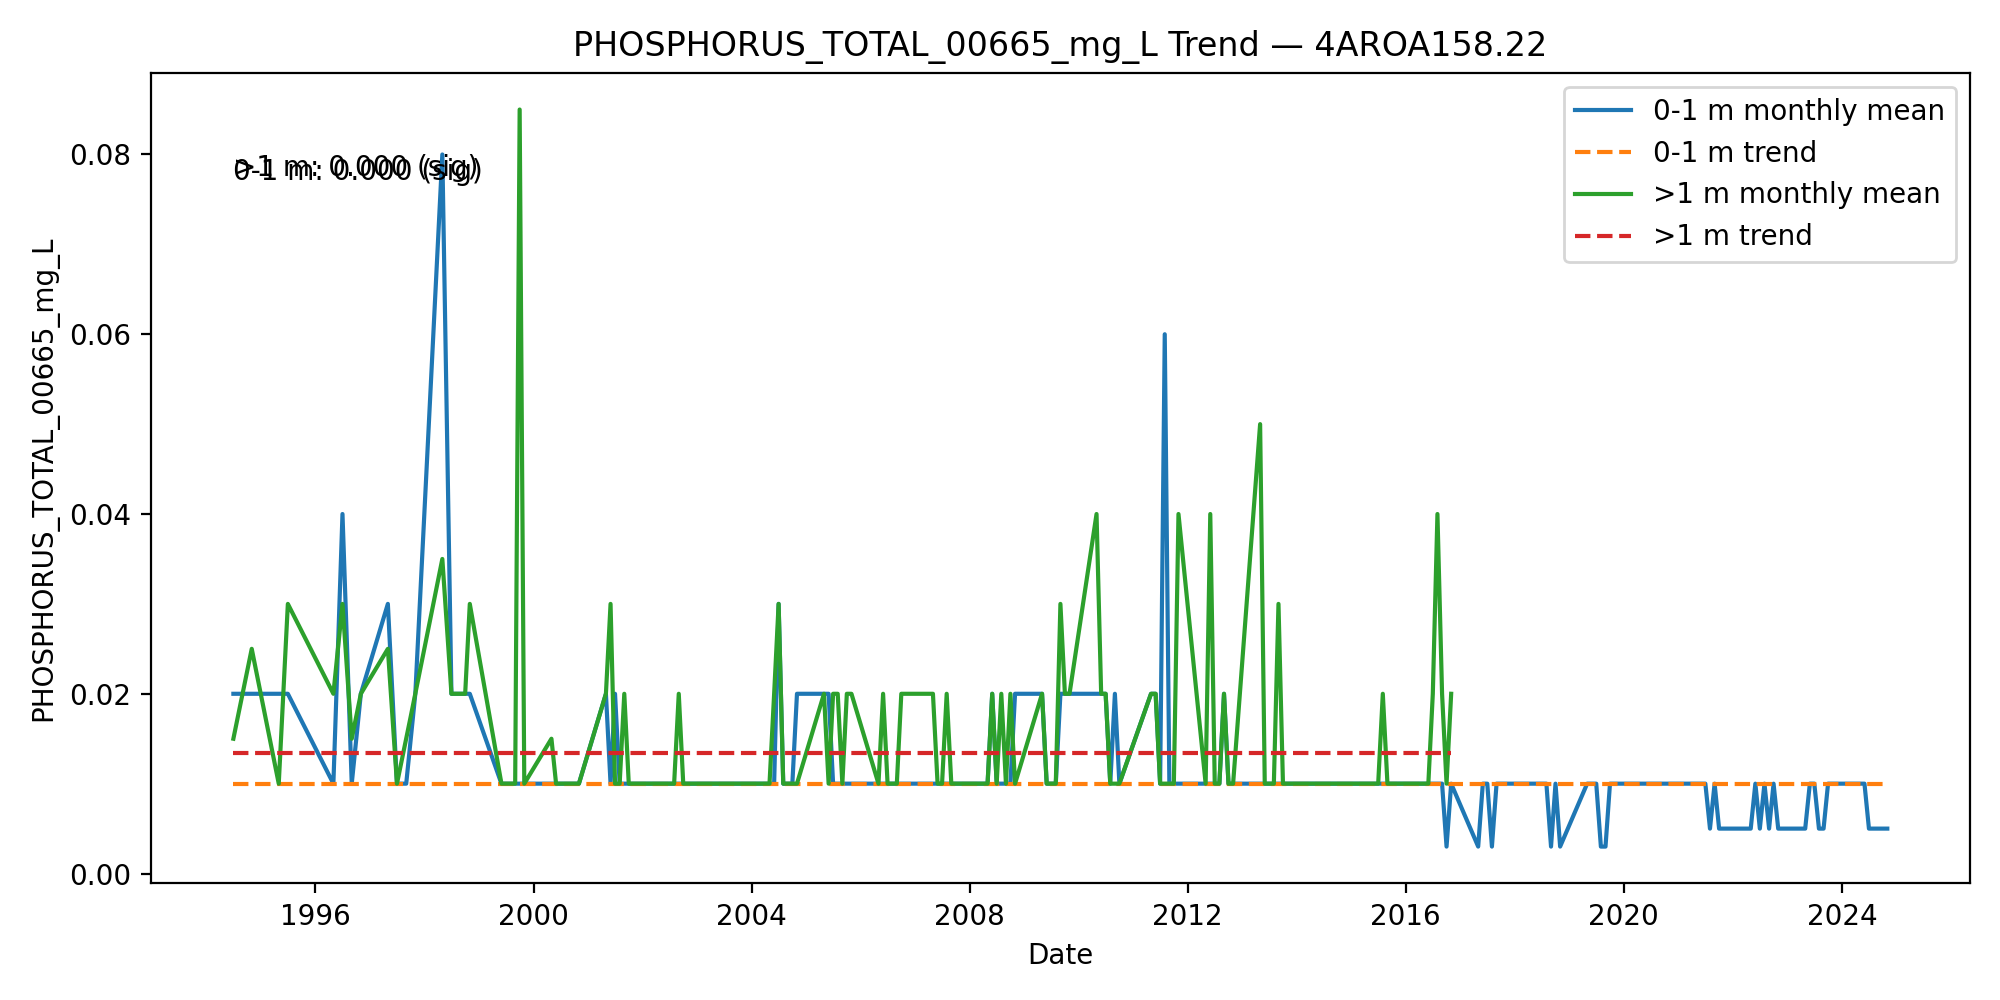 PHOSPHORUS_TOTAL_00665_mg_L Trend — 4AROA158.22
0-1 m monthly mean
0-1 m trend
>1 m monthly mean
>1 m trend
>1 m: 0.000 (sig)
0-1 m: 0.000 (sig)
PHOSPHORUS_TOTAL_00665_mg_L
0.08
0.06
0.04
0.02
0.00
1996 2000 2004 2008 2012 2016 2020 2024
Date